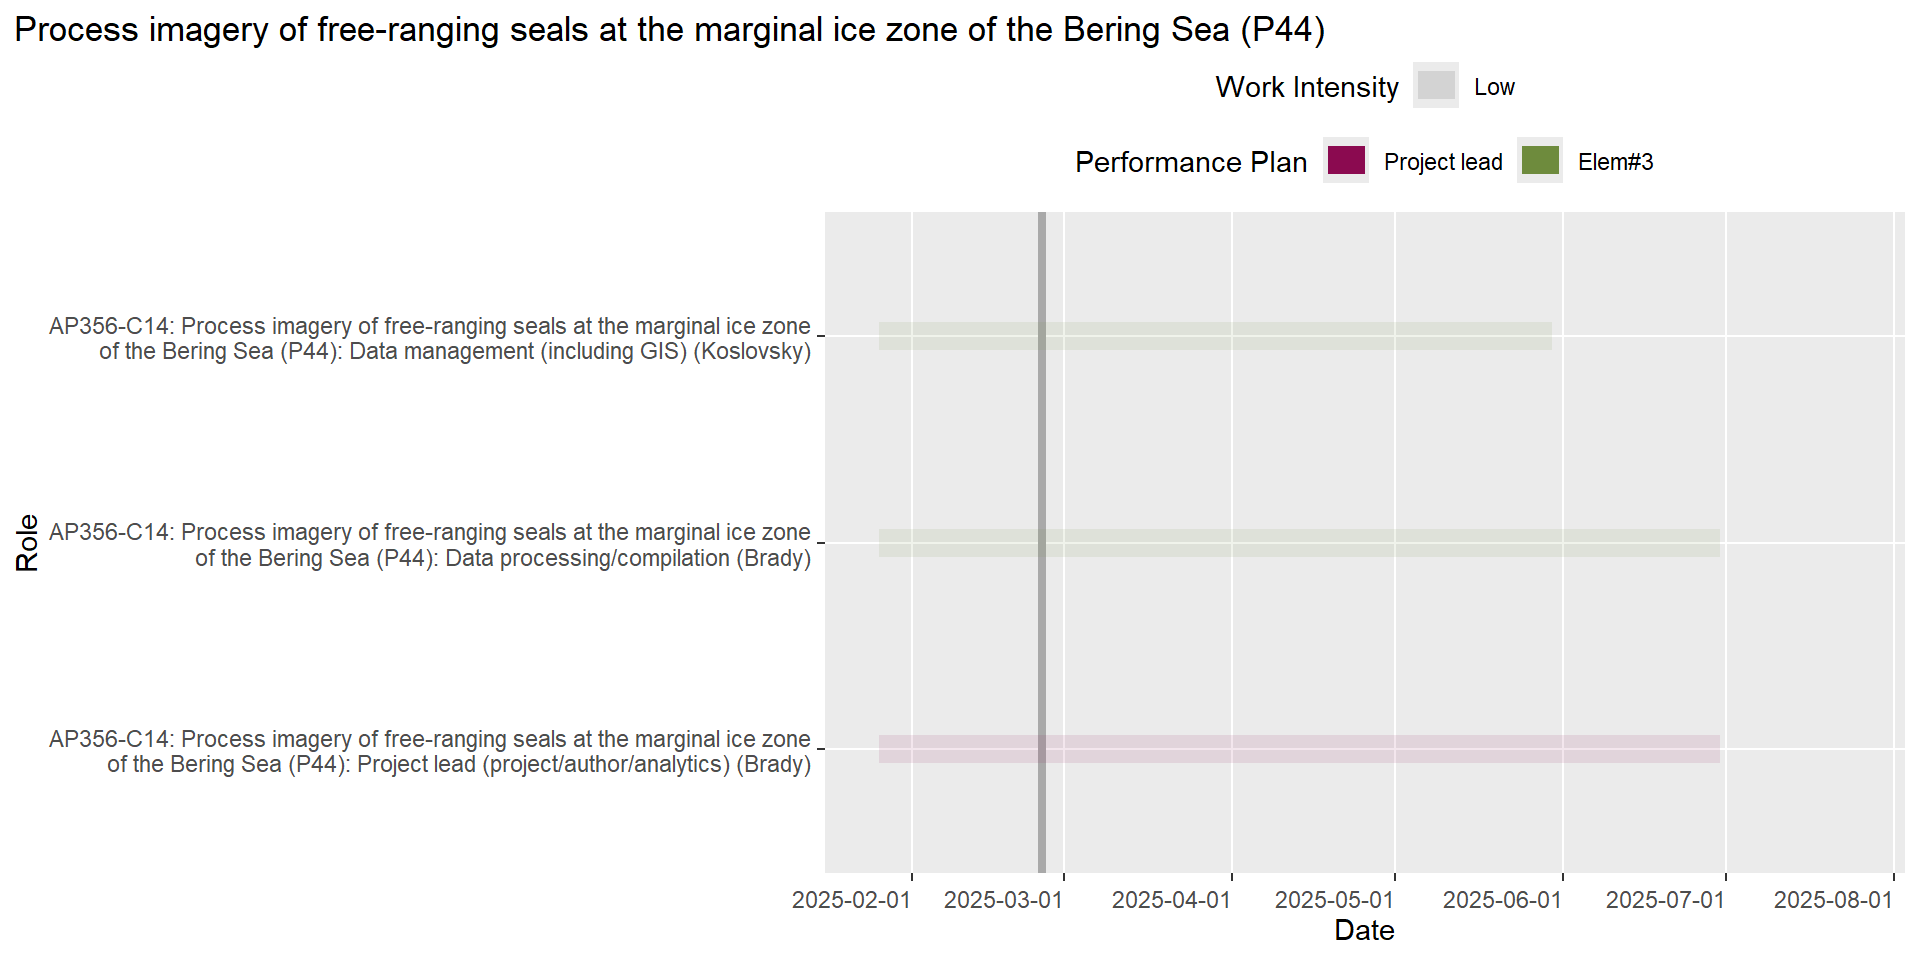 Process imagery of free-ranging seals at the marginal ice zone of the Bering Sea (P44)
Work Intensity Low
Performance Plan Project lead Elem#3
AP356-C14: Process imagery of free-ranging seals at the marginal ice zone
of the Bering Sea (P44): Data management (including GIS) (Koslovsky)
Role
AP356-C14: Process imagery of free-ranging seals at the marginal ice zone
of the Bering Sea (P44): Data processing/compilation (Brady)
AP356-C14: Process imagery of free-ranging seals at the marginal ice zone
of the Bering Sea (P44): Project lead (project/author/analytics) (Brady)
2025-02-01 2025-03-01 2025-04-01 2025-05-01 2025-06-01 2025-07-01 2025-08-01
Date